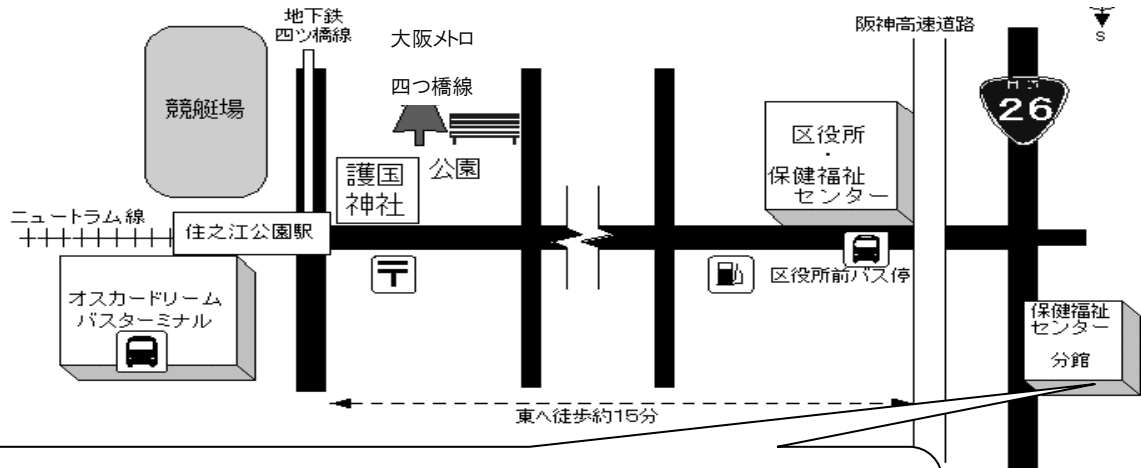 地下鉄
四ツ橋線
大阪メトロ
四つ橋線
阪神高速道路
S
競艇場
26
区役所
・
保健福祉
センター
護国
神社
公園
ニュートラム線
住之江公園駅
〒
区役所前バス停
オスカードリーム
バスターミナル
保健福祉
センター
分館
東へ徒歩約15分